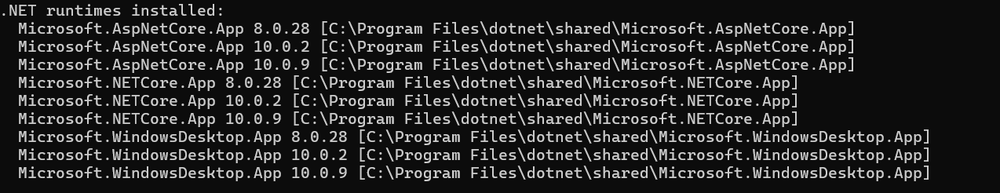 .NET runtimes installed:
  Microsoft.AspNetCore.App 8.0.28 [C:\Program Files\dotnet\shared\Microsoft.AspNetCore.App]
  Microsoft.AspNetCore.App 10.0.2 [C:\Program Files\dotnet\shared\Microsoft.AspNetCore.App]
  Microsoft.AspNetCore.App 10.0.9 [C:\Program Files\dotnet\shared\Microsoft.AspNetCore.App]
  Microsoft.NETCore.App 8.0.28 [C:\Program Files\dotnet\shared\Microsoft.NETCore.App]
  Microsoft.NETCore.App 10.0.2 [C:\Program Files\dotnet\shared\Microsoft.NETCore.App]
  Microsoft.NETCore.App 10.0.9 [C:\Program Files\dotnet\shared\Microsoft.NETCore.App]
  Microsoft.WindowsDesktop.App 8.0.28 [C:\Program Files\dotnet\shared\Microsoft.WindowsDesktop.App]
  Microsoft.WindowsDesktop.App 10.0.2 [C:\Program Files\dotnet\shared\Microsoft.WindowsDesktop.App]
  Microsoft.WindowsDesktop.App 10.0.9 [C:\Program Files\dotnet\shared\Microsoft.WindowsDesktop.App]